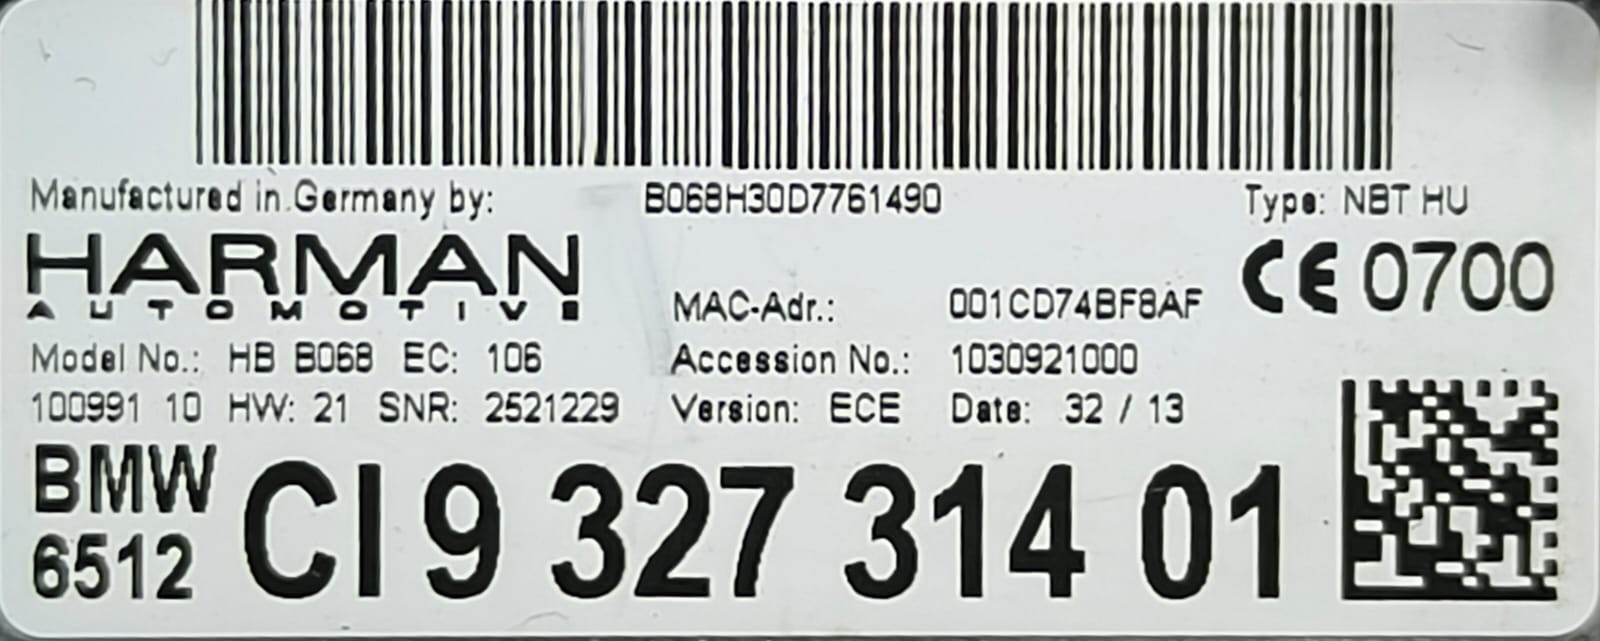 Manufactured in Germany by: B068H30D7761490 Type: NBT HU
HARMAN CE 0700
AUTOMOTIVE MAC-Adr.: 001CD74BF8AF
Model No.: HB B068 EC: 106 Accession No.: 1030921000
100991 10 HW: 21 SNR: 2521229 Version: ECE Date: 32 / 13
BMW CI 9 327 314 01
6512